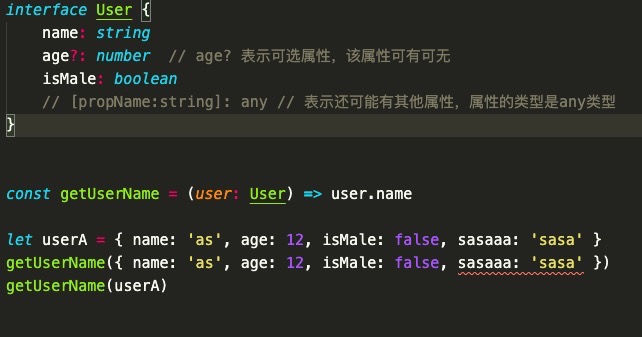 interface User {
name: string
age?: number // age? 表示可选属性，该属性可有可无
isMale: boolean
// [propName:string]: any // 表示还可能有其他属性，属性的类型是any类型
}
const getUserName = (user: User) => user.name
let userA = { name: 'as', age: 12, isMale: false, sasaaa: 'sasa' }
getUserName({ name: 'as', age: 12, isMale: false, sasaaa: 'sasa' })
getUserName(userA)